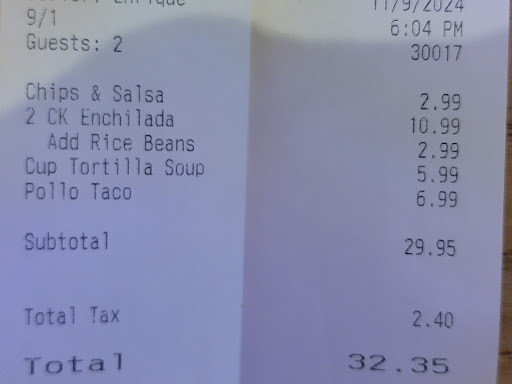 Enrique 11/9/2024
9/1 6:04 PM
Guests: 2 30017
Chips & Salsa 2.99
2 CK Enchilada 10.99
Add Rice Beans 2.99
Cup Tortilla Soup 5.99
Pollo Taco 6.99
Subtotal 29.95
Total Tax 2.40
Total 32.35